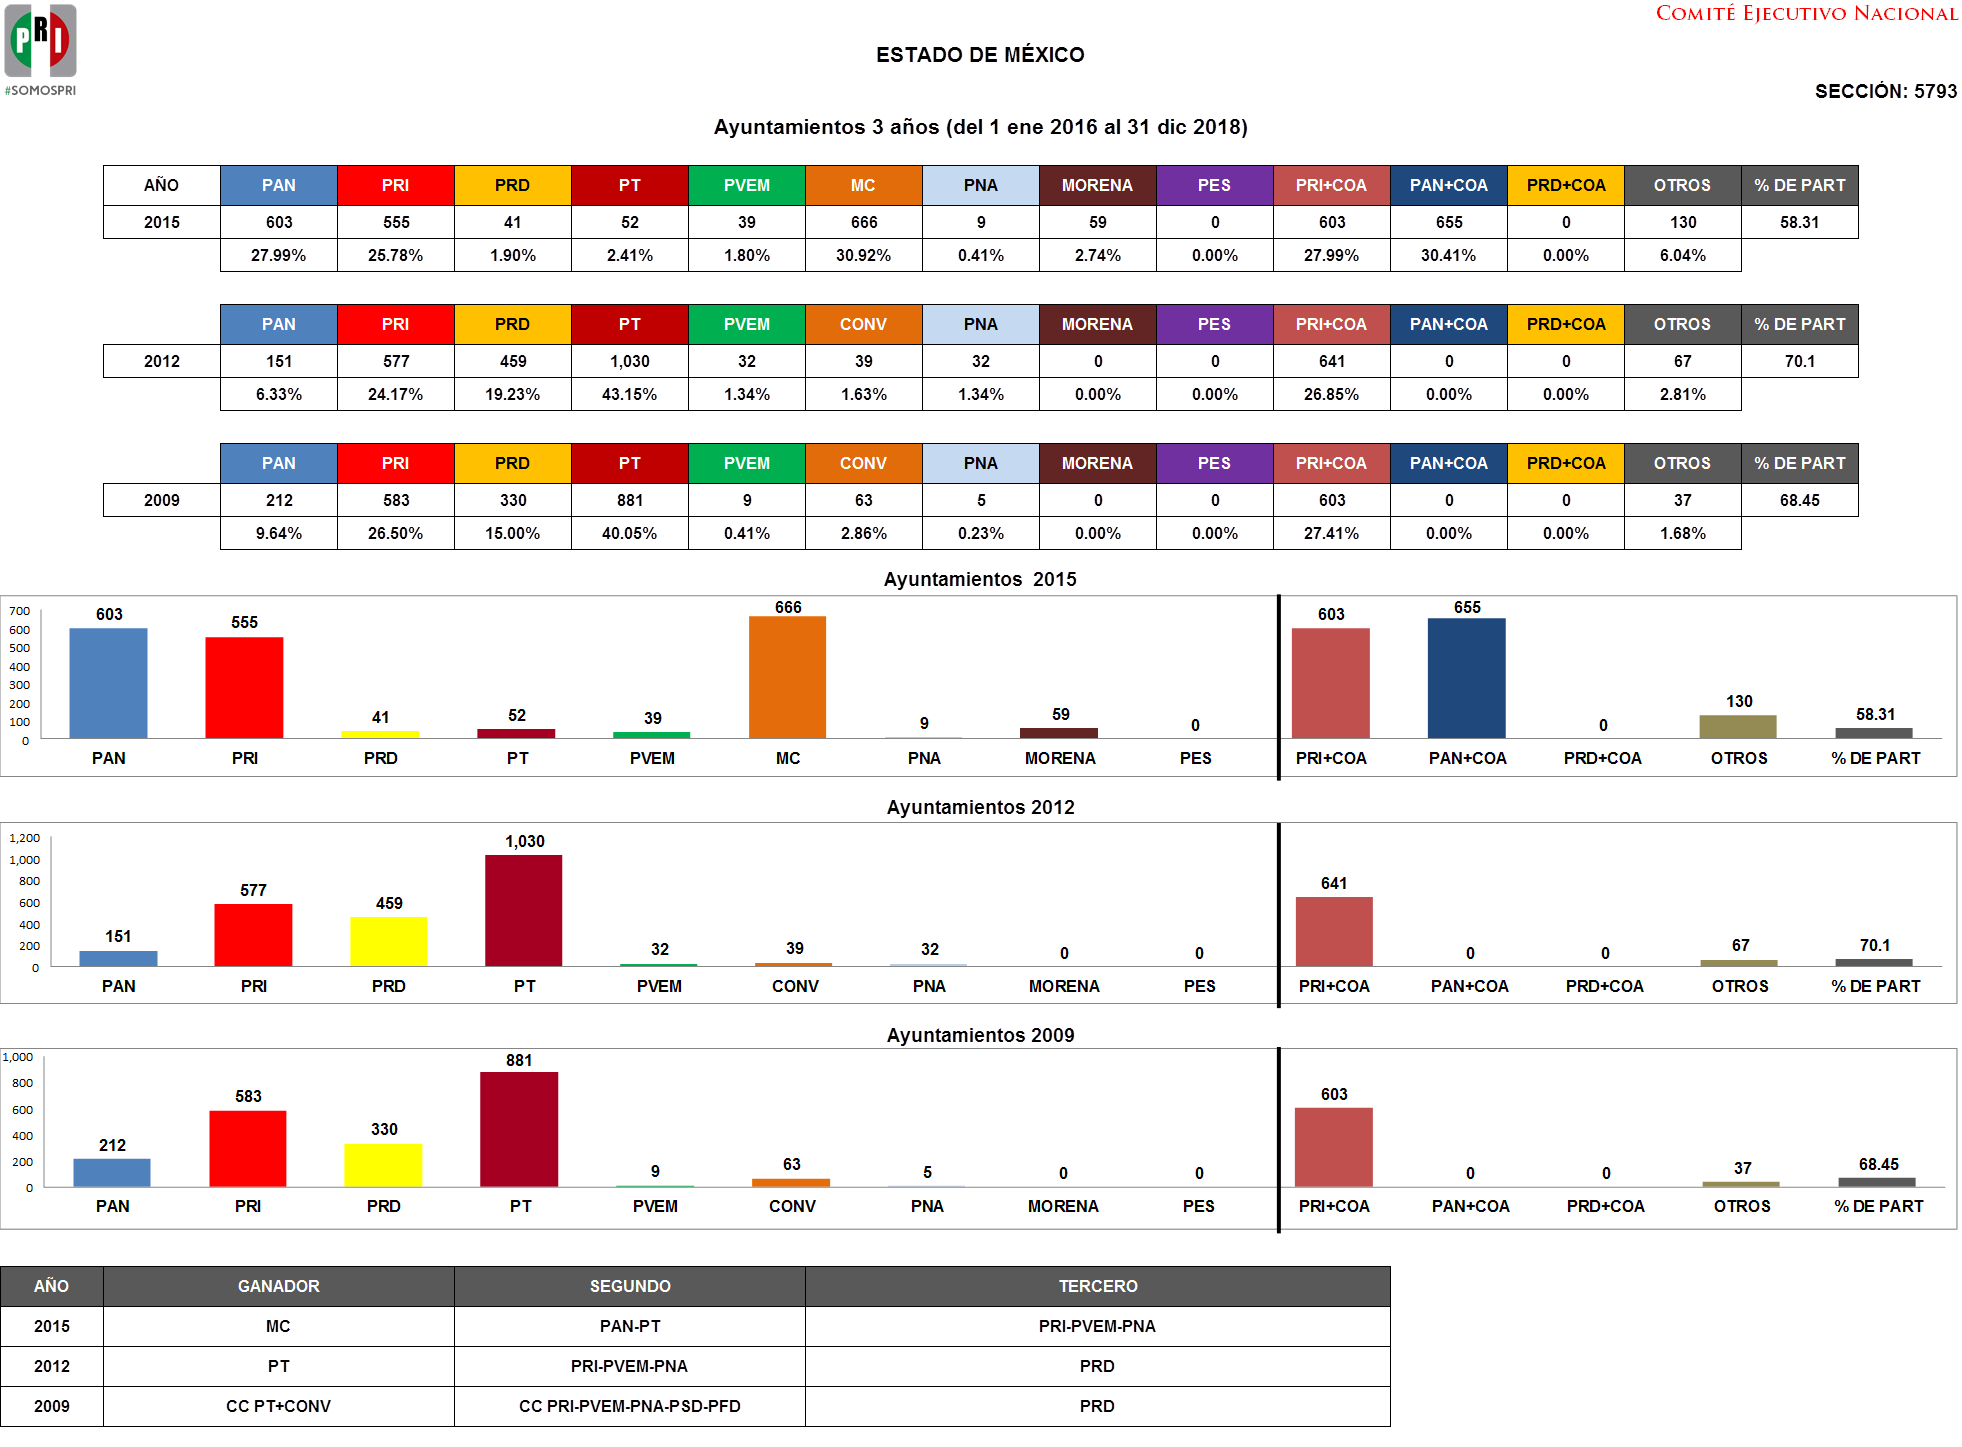 PRI
#SOMOSPRI
COMITÉ EJECUTIVO NACIONAL
ESTADO DE MÉXICO
SECCIÓN: 5793
Ayuntamientos 3 años (del 1 ene 2016 al 31 dic 2018)
AÑO PAN PRI PRD PT PVEM MC PNA MORENA PES PRI+COA PAN+COA PRD+COA OTROS % DE PART
2015 603 555 41 52 39 666 9 59 0 603 655 0 130 58.31
27.99% 25.78% 1.90% 2.41% 1.80% 30.92% 0.41% 2.74% 0.00% 27.99% 30.41% 0.00% 6.04%
PAN PRI PRD PT PVEM CONV PNA MORENA PES PRI+COA PAN+COA PRD+COA OTROS % DE PART
2012 151 577 459 1,030 32 39 32 0 0 641 0 0 67 70.1
6.33% 24.17% 19.23% 43.15% 1.34% 1.63% 1.34% 0.00% 0.00% 26.85% 0.00% 0.00% 2.81%
PAN PRI PRD PT PVEM CONV PNA MORENA PES PRI+COA PAN+COA PRD+COA OTROS % DE PART
2009 212 583 330 881 9 63 5 0 0 603 0 0 37 68.45
9.64% 26.50% 15.00% 40.05% 0.41% 2.86% 0.23% 0.00% 0.00% 27.41% 0.00% 0.00% 1.68%
Ayuntamientos 2015
700
600
500
400
300
200
100
0
603 555 41 52 39 666 9 59 0 603 655 0 130 58.31
PAN PRI PRD PT PVEM MC PNA MORENA PES PRI+COA PAN+COA PRD+COA OTROS % DE PART
Ayuntamientos 2012
1,200
1,000
800
600
400
200
0
151 577 459 1,030 32 39 32 0 0 641 0 0 67 70.1
PAN PRI PRD PT PVEM CONV PNA MORENA PES PRI+COA PAN+COA PRD+COA OTROS % DE PART
Ayuntamientos 2009
1,000
800
600
400
200
0
212 583 330 881 9 63 5 0 0 603 0 0 37 68.45
PAN PRI PRD PT PVEM CONV PNA MORENA PES PRI+COA PAN+COA PRD+COA OTROS % DE PART
AÑO GANADOR SEGUNDO TERCERO
2015 MC PAN-PT PRI-PVEM-PNA
2012 PT PRI-PVEM-PNA PRD
2009 CC PT+CONV CC PRI-PVEM-PNA-PSD-PFD PRD